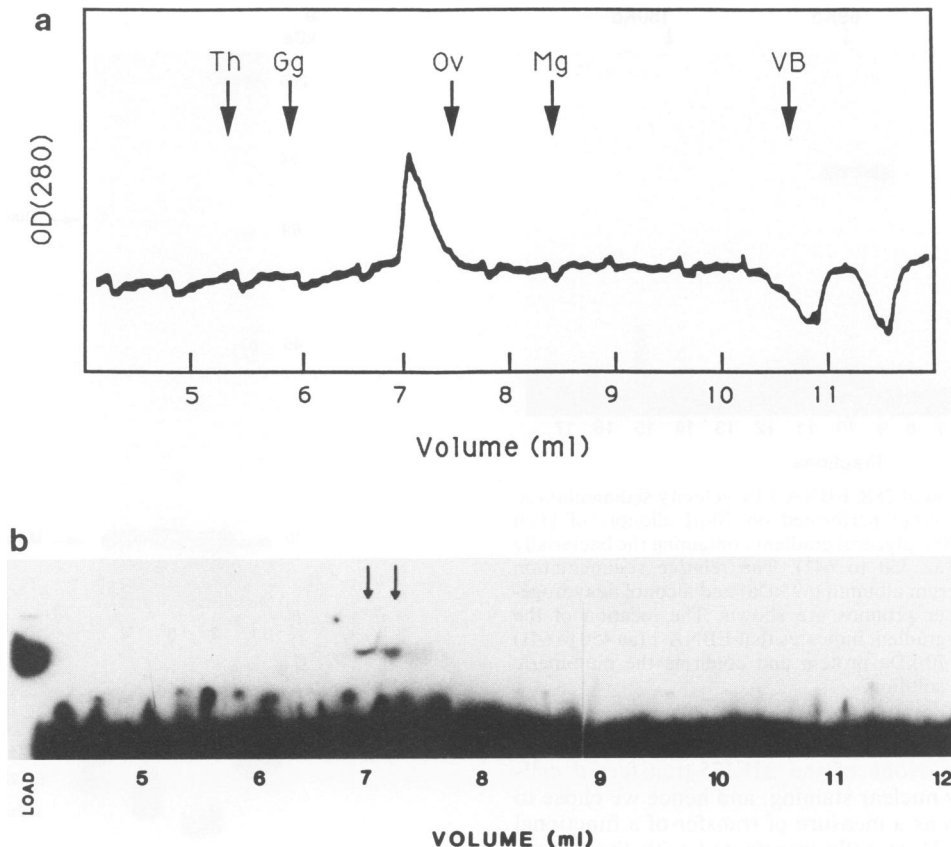 a
Th Gg Ov Mg VB
OD(280)
5 6 7 8 9 10 11
Volume (ml)
b
LOAD 5 6 7 8 9 10 11 12
VOLUME (ml)